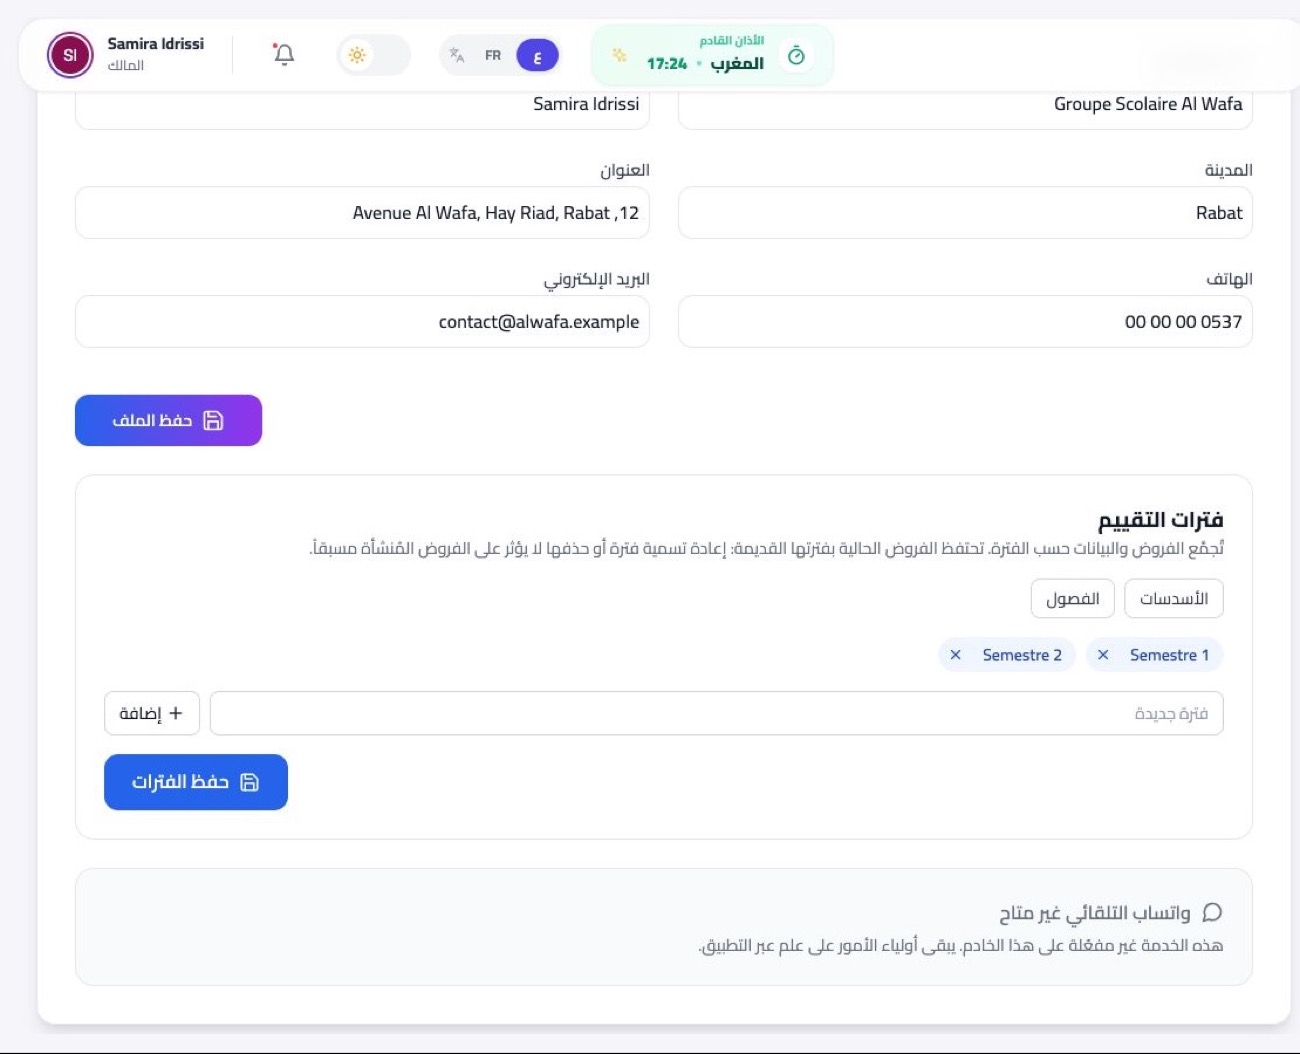 Samira Idrissi
المالك
SI
FR
ع
الأذان القادم
المغرب • 17:24
Groupe Scolaire Al Wafa
Samira Idrissi
المدينة
العنوان
Rabat
12, Avenue Al Wafa, Hay Riad, Rabat
الهاتف
البريد الإلكتروني
0537 00 00 00
contact@alwafa.example
حفظ الملف
فترات التقييم
تُجمَّع الفروض والبيانات حسب الفترة. تحتفظ الفروض الحالية بفترتها القديمة: إعادة تسمية فترة أو حذفها لا يؤثر على الفروض المُنشأة مسبقاً.
الأسدسات
الفصول
Semestre 1 ×
Semestre 2 ×
فترة جديدة
+ إضافة
حفظ الفترات
واتساب التلقائي غير متاح
هذه الخدمة غير مفعّلة على هذا الخادم. يبقى أولياء الأمور على علم عبر التطبيق.